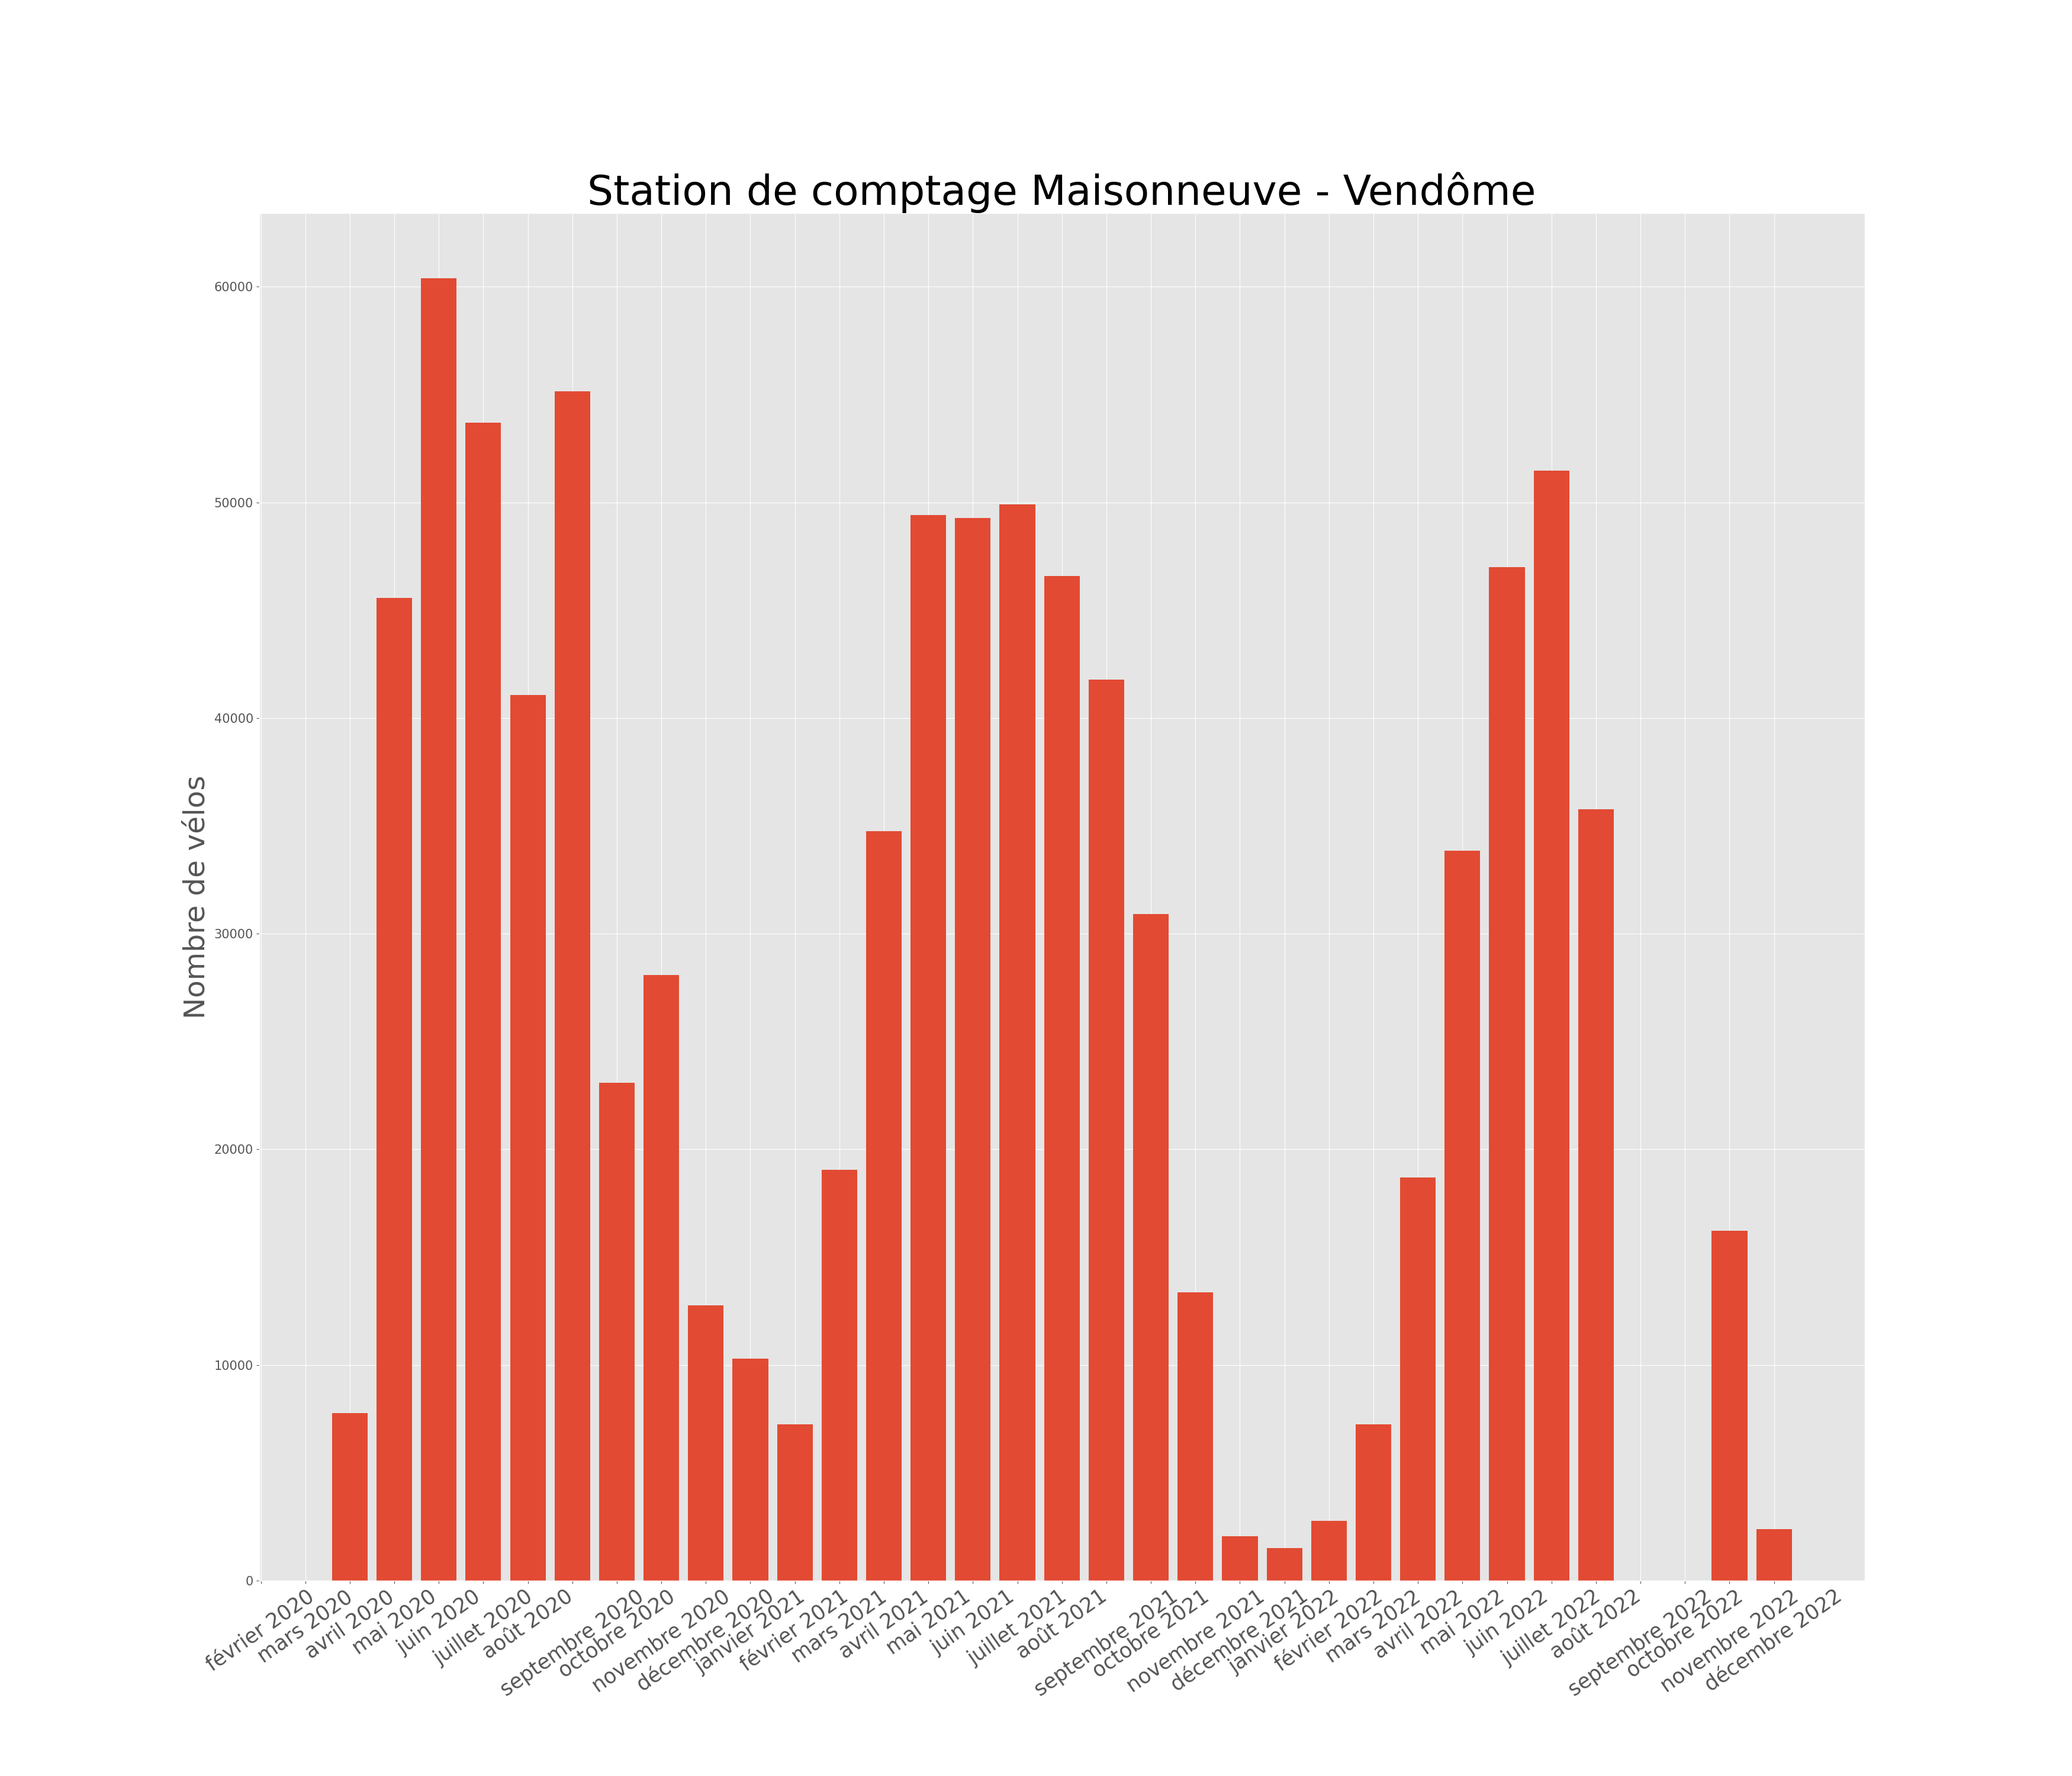 Station de comptage Maisonneuve - Vendôme
60000
50000
40000
30000
20000
10000
0
Nombre de vélos
février 2020
mars 2020
avril 2020
mai 2020
juin 2020
juillet 2020
août 2020
septembre 2020
octobre 2020
novembre 2020
décembre 2020
janvier 2021
février 2021
mars 2021
avril 2021
mai 2021
juin 2021
juillet 2021
août 2021
septembre 2021
octobre 2021
novembre 2021
décembre 2021
janvier 2022
février 2022
mars 2022
avril 2022
mai 2022
juin 2022
juillet 2022
août 2022
septembre 2022
octobre 2022
novembre 2022
décembre 2022